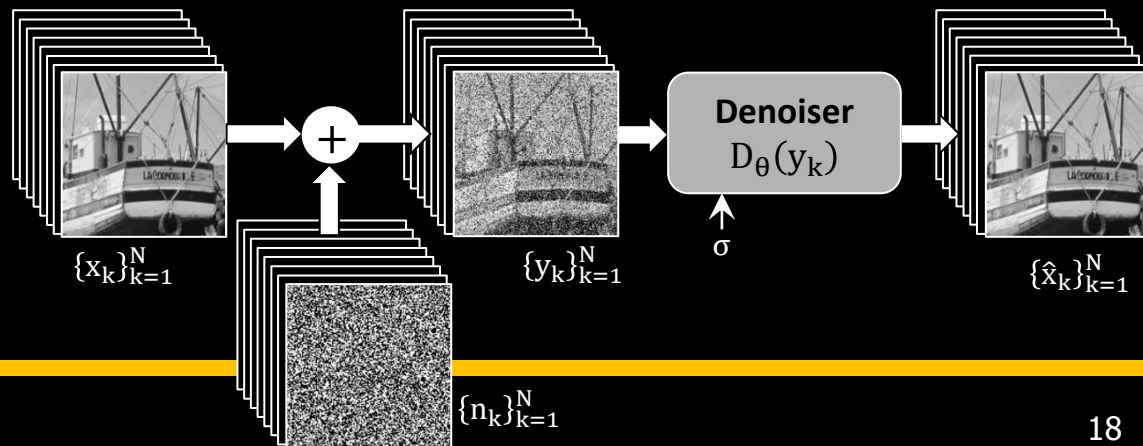 +
Denoiser
D_θ(y_k)
σ
{x_k}_{k=1}^N
{y_k}_{k=1}^N
{x̂_k}_{k=1}^N
{n_k}_{k=1}^N
18